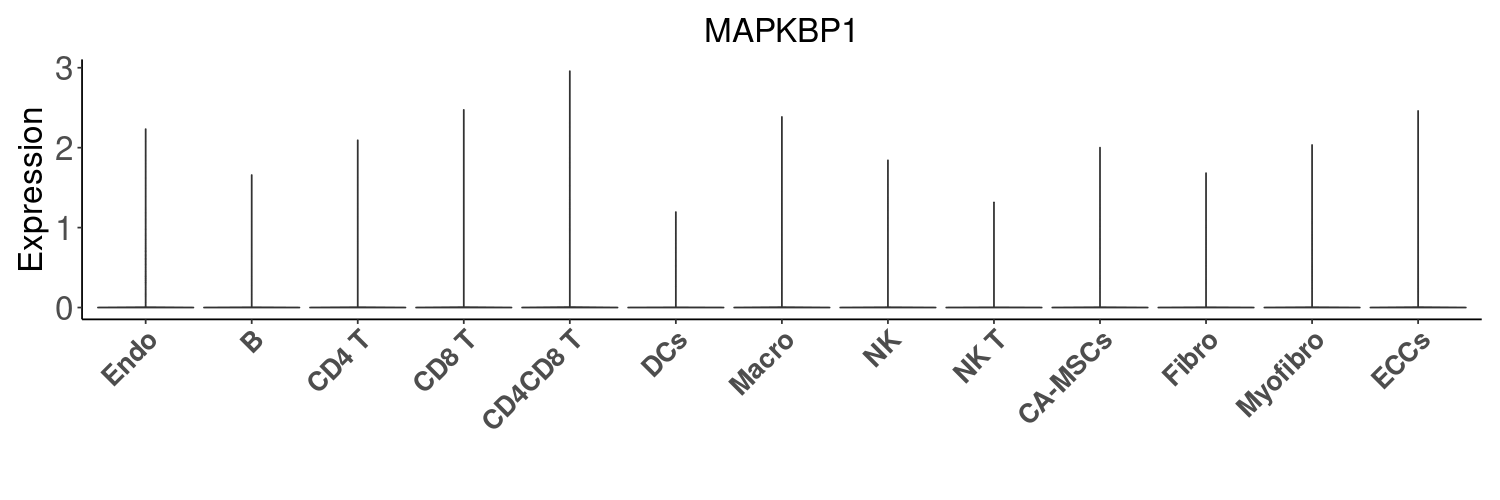 MAPKBP1
Expression
3
2
1
0
Endo
B
CD4 T
CD8 T
CD4CD8 T
DCs
Macro
NK
NK T
CA-MSCs
Fibro
Myofibro
ECCs